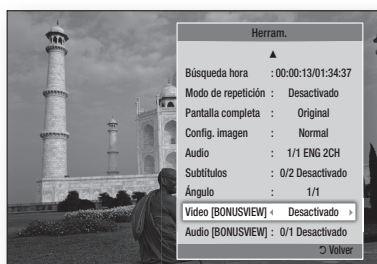 Herram.
▲
Búsqueda hora : 00:00:13/01:34:37
Modo de repetición : Desactivado
Pantalla completa : Original
Config. imagen : Normal
Audio : 1/1 ENG 2CH
Subtítulos : 0/2 Desactivado
Ángulo : 1/1
Video [BONUSVIEW] ◂ Desactivado ▸
Audio [BONUSVIEW] : 0/1 Desactivado
⮌ Volver